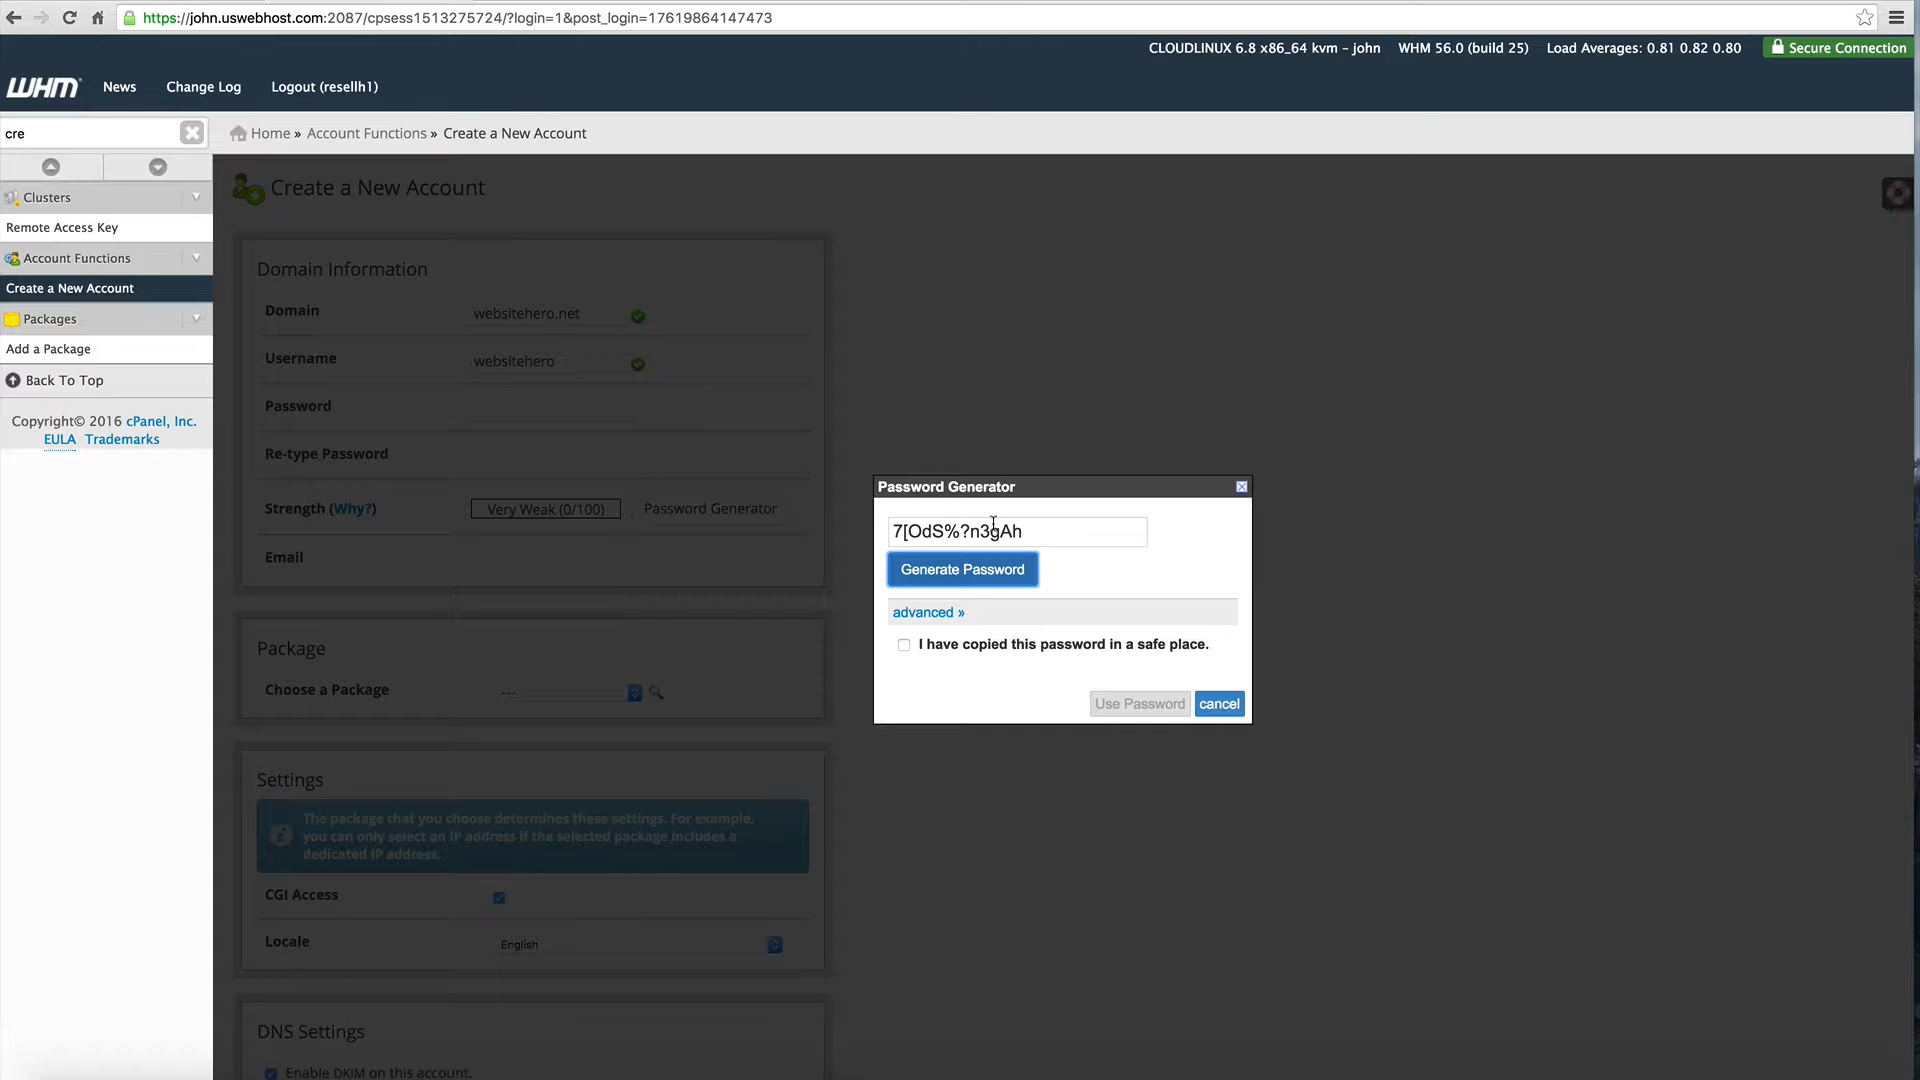 https://john.uswebhost.com:2087/cpsess1513275724/?login=1&post_login=17619864147473
CLOUDLINUX 6.8 x86_64 kvm – john WHM 56.0 (build 25) Load Averages: 0.81 0.82 0.80 Secure Connection
WHM News Change Log Logout (resellh1)
cre
Home » Account Functions » Create a New Account
Clusters
Remote Access Key
Account Functions
Create a New Account
Packages
Add a Package
Back To Top
Copyright© 2016 cPanel, Inc.
EULA Trademarks
Create a New Account
Domain Information
Domain websitehero.net
Username websitehero
Password
Re-type Password
Strength (Why?) Very Weak (0/100) Password Generator
Email
Package
Choose a Package ---
Settings
The package that you choose determines these settings. For example,
you can only select an IP address if the selected package includes a
dedicated IP address.
CGI Access
Locale English
DNS Settings
Enable DKIM on this account.
Password Generator
7[OdS%?n3gAh
Generate Password
advanced »
I have copied this password in a safe place.
Use Password cancel